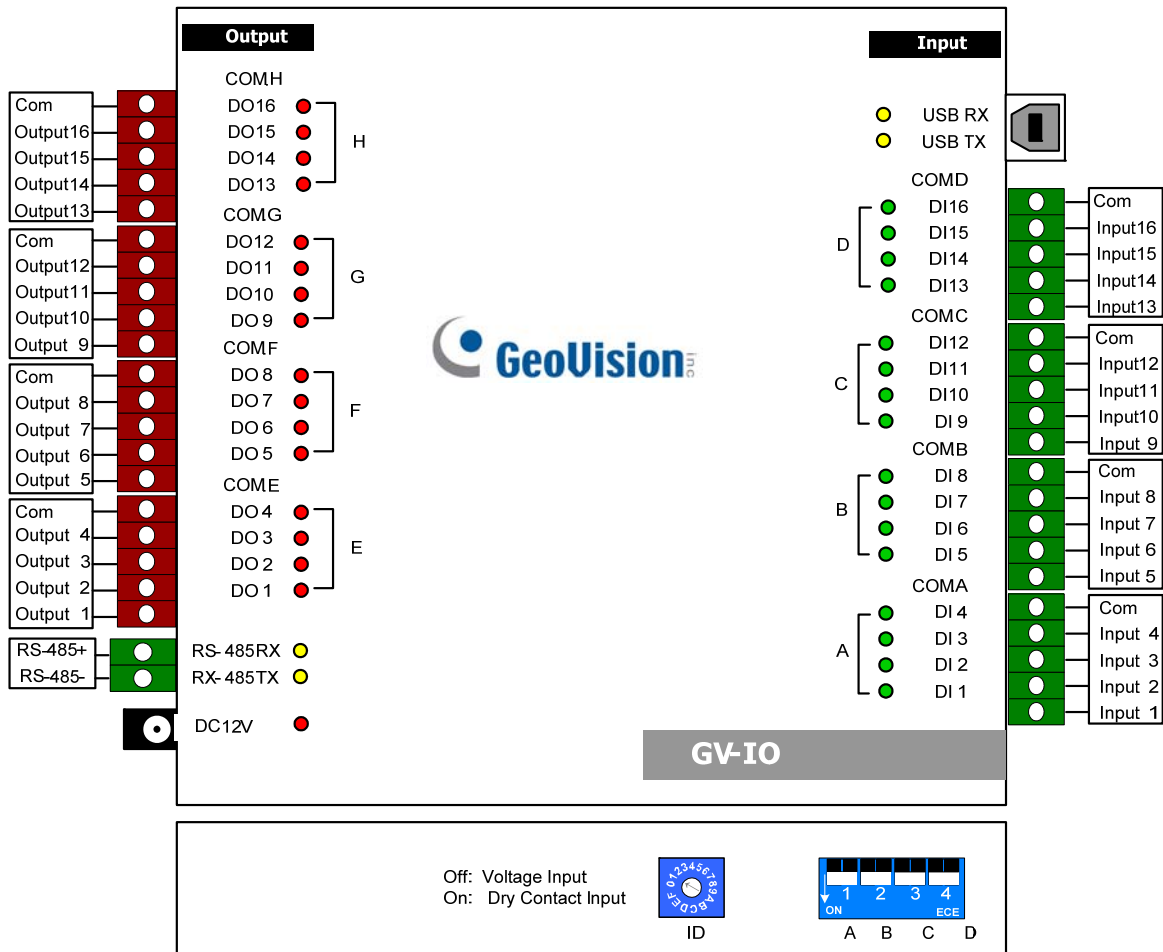 Output
Input
COM.H
DO16
DO15
DO14
DO13
H
COM.G
DO12
DO11
DO10
DO 9
G
COM.F
DO 8
DO 7
DO 6
DO 5
F
COM.E
DO 4
DO 3
DO 2
DO 1
E
RS-485RX
RX-485TX
DC12V
Com
Output16
Output15
Output14
Output13
Com
Output12
Output11
Output10
Output 9
Com
Output 8
Output 7
Output 6
Output 5
Com
Output 4
Output 3
Output 2
Output 1
RS-485+
RS-485-
GeoVision inc
USB RX
USB TX
COM.D
DI16
DI15
DI14
DI13
D
COM.C
DI12
DI11
DI10
DI 9
C
COM.B
DI 8
DI 7
DI 6
DI 5
B
COM.A
DI 4
DI 3
DI 2
DI 1
A
Com
Input16
Input15
Input14
Input13
Com
Input12
Input11
Input10
Input 9
Com
Input 8
Input 7
Input 6
Input 5
Com
Input 4
Input 3
Input 2
Input 1
GV-IO
Off: Voltage Input
On: Dry Contact Input
0123456789ABCDEF
ID
1 2 3 4
ON ECE
A B C D